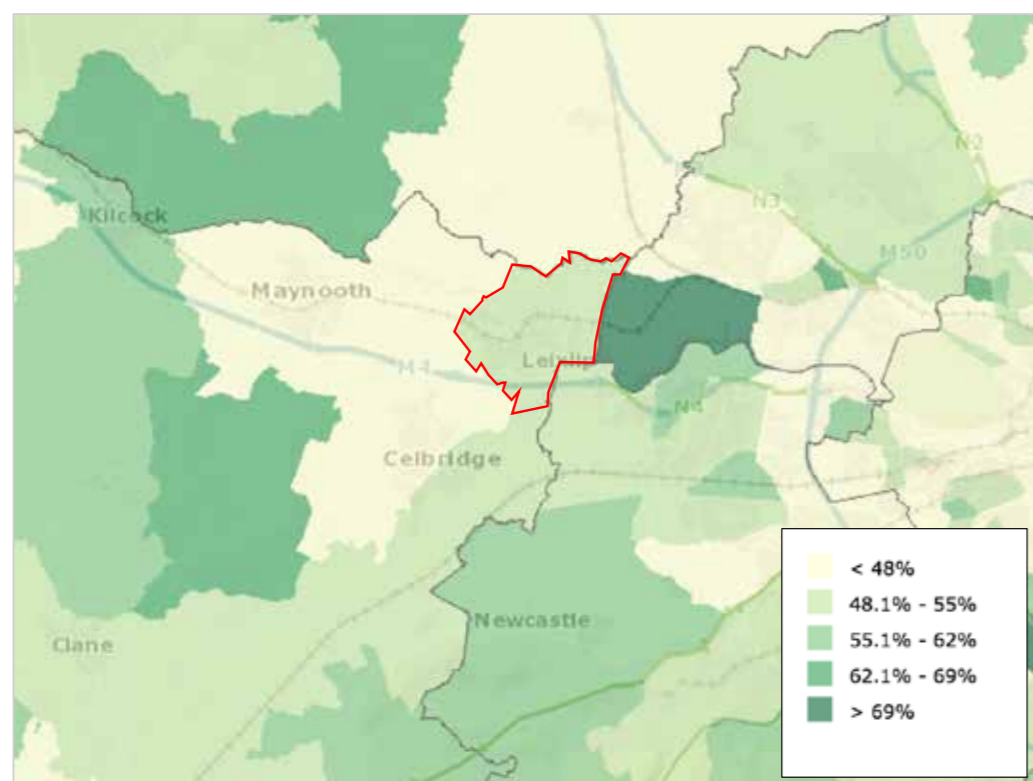 N2
N3
Kilcock
M50
Maynooth
Leixlip
M4
N4
Celbridge
Newcastle
Clane
< 48%
48.1% - 55%
55.1% - 62%
62.1% - 69%
> 69%